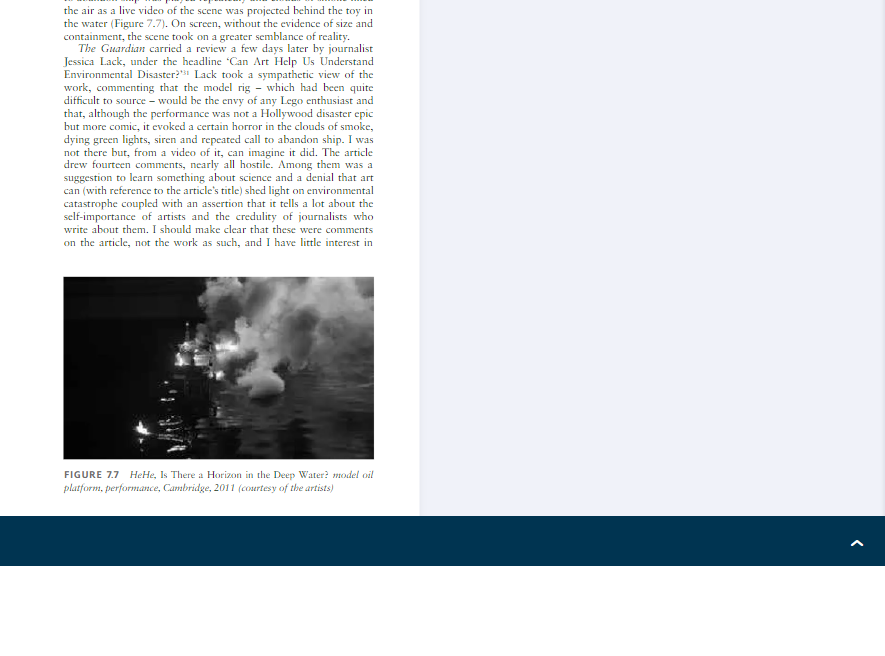 the air as a live video of the scene was projected behind the toy in
the water (Figure 7.7). On screen, without the evidence of size and
containment, the scene took on a greater semblance of reality.
The Guardian carried a review a few days later by journalist
Jessica Lack, under the headline ‘Can Art Help Us Understand
Environmental Disaster?’³¹ Lack took a sympathetic view of the
work, commenting that the model rig – which had been quite
difficult to source – would be the envy of any Lego enthusiast and
that, although the performance was not a Hollywood disaster epic
but more comic, it evoked a certain horror in the clouds of smoke,
dying green lights, siren and repeated call to abandon ship. I was
not there but, from a video of it, can imagine it did. The article
drew fourteen comments, nearly all hostile. Among them was a
suggestion to learn something about science and a denial that art
can (with reference to the article’s title) shed light on environmental
catastrophe coupled with an assertion that it tells a lot about the
self-importance of artists and the credulity of journalists who
write about them. I should make clear that these were comments
on the article, not the work as such, and I have little interest in
FIGURE 7.7 HeHe, Is There a Horizon in the Deep Water? model oil
platform, performance, Cambridge, 2011 (courtesy of the artists)